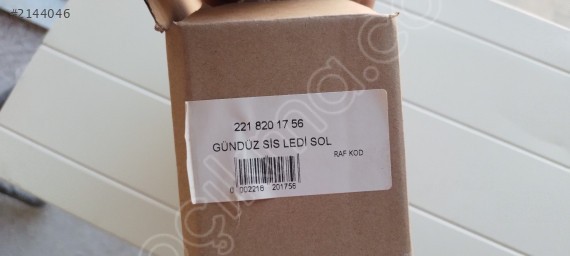 #2144046
221 820 17 56
GÜNDÜZ SİS LEDİ SOL
RAF KOD
0 002216 201756